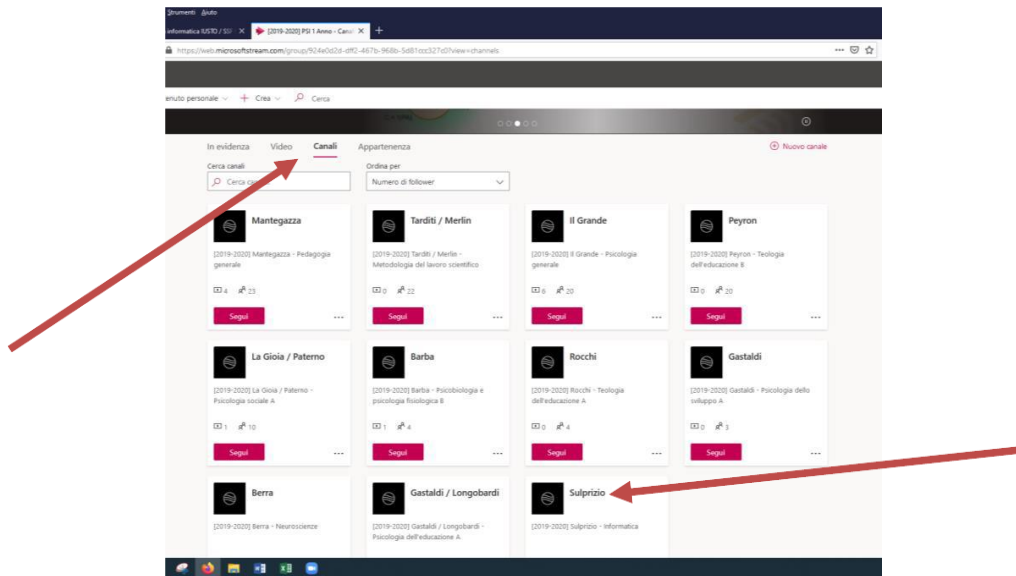 Strumenti Aiuto
informatica IUSTO / SSF × [2019-2020] PSI 1 Anno - Canal × +
https://web.microsoftstream.com/group/924e0d2d-dff2-467b-968b-5d81ccc327c0?view=channels
enuto personale + Crea Cerca
In evidenza Video Canali Appartenenza Nuovo canale
Cerca canali Ordina per
Cerca Numero di follower
Mantegazza Tarditi / Merlin Il Grande Peyron
[2019-2020] Mantegazza - Pedagogia [2019-2020] Tarditi / Merlin - [2019-2020] Il Grande - Psicologia [2019-2020] Peyron - Teologia
generale Metodologia del lavoro scientifico generale dell'educazione B
4 23 0 22 6 20 0 20
Segui ... Segui ... Segui ... Segui ...
La Gioia / Paterno Barba Rocchi Gastaldi
[2019-2020] La Gioia / Paterno - [2019-2020] Barba - Psicobiologia e [2019-2020] Rocchi - Teologia [2019-2020] Gastaldi - Psicologia dello
Psicologia sociale A psicologia fisiologica B dell'educazione A sviluppo A
1 10 1 4 0 4 0 3
Segui ... Segui ... Segui ... Segui ...
Berra Gastaldi / Longobardi Sulprizio
[2019-2020] Berra - Neuroscienze [2019-2020] Gastaldi / Longobardi - [2019-2020] Sulprizio - Informatica
Psicologia dell'educazione A